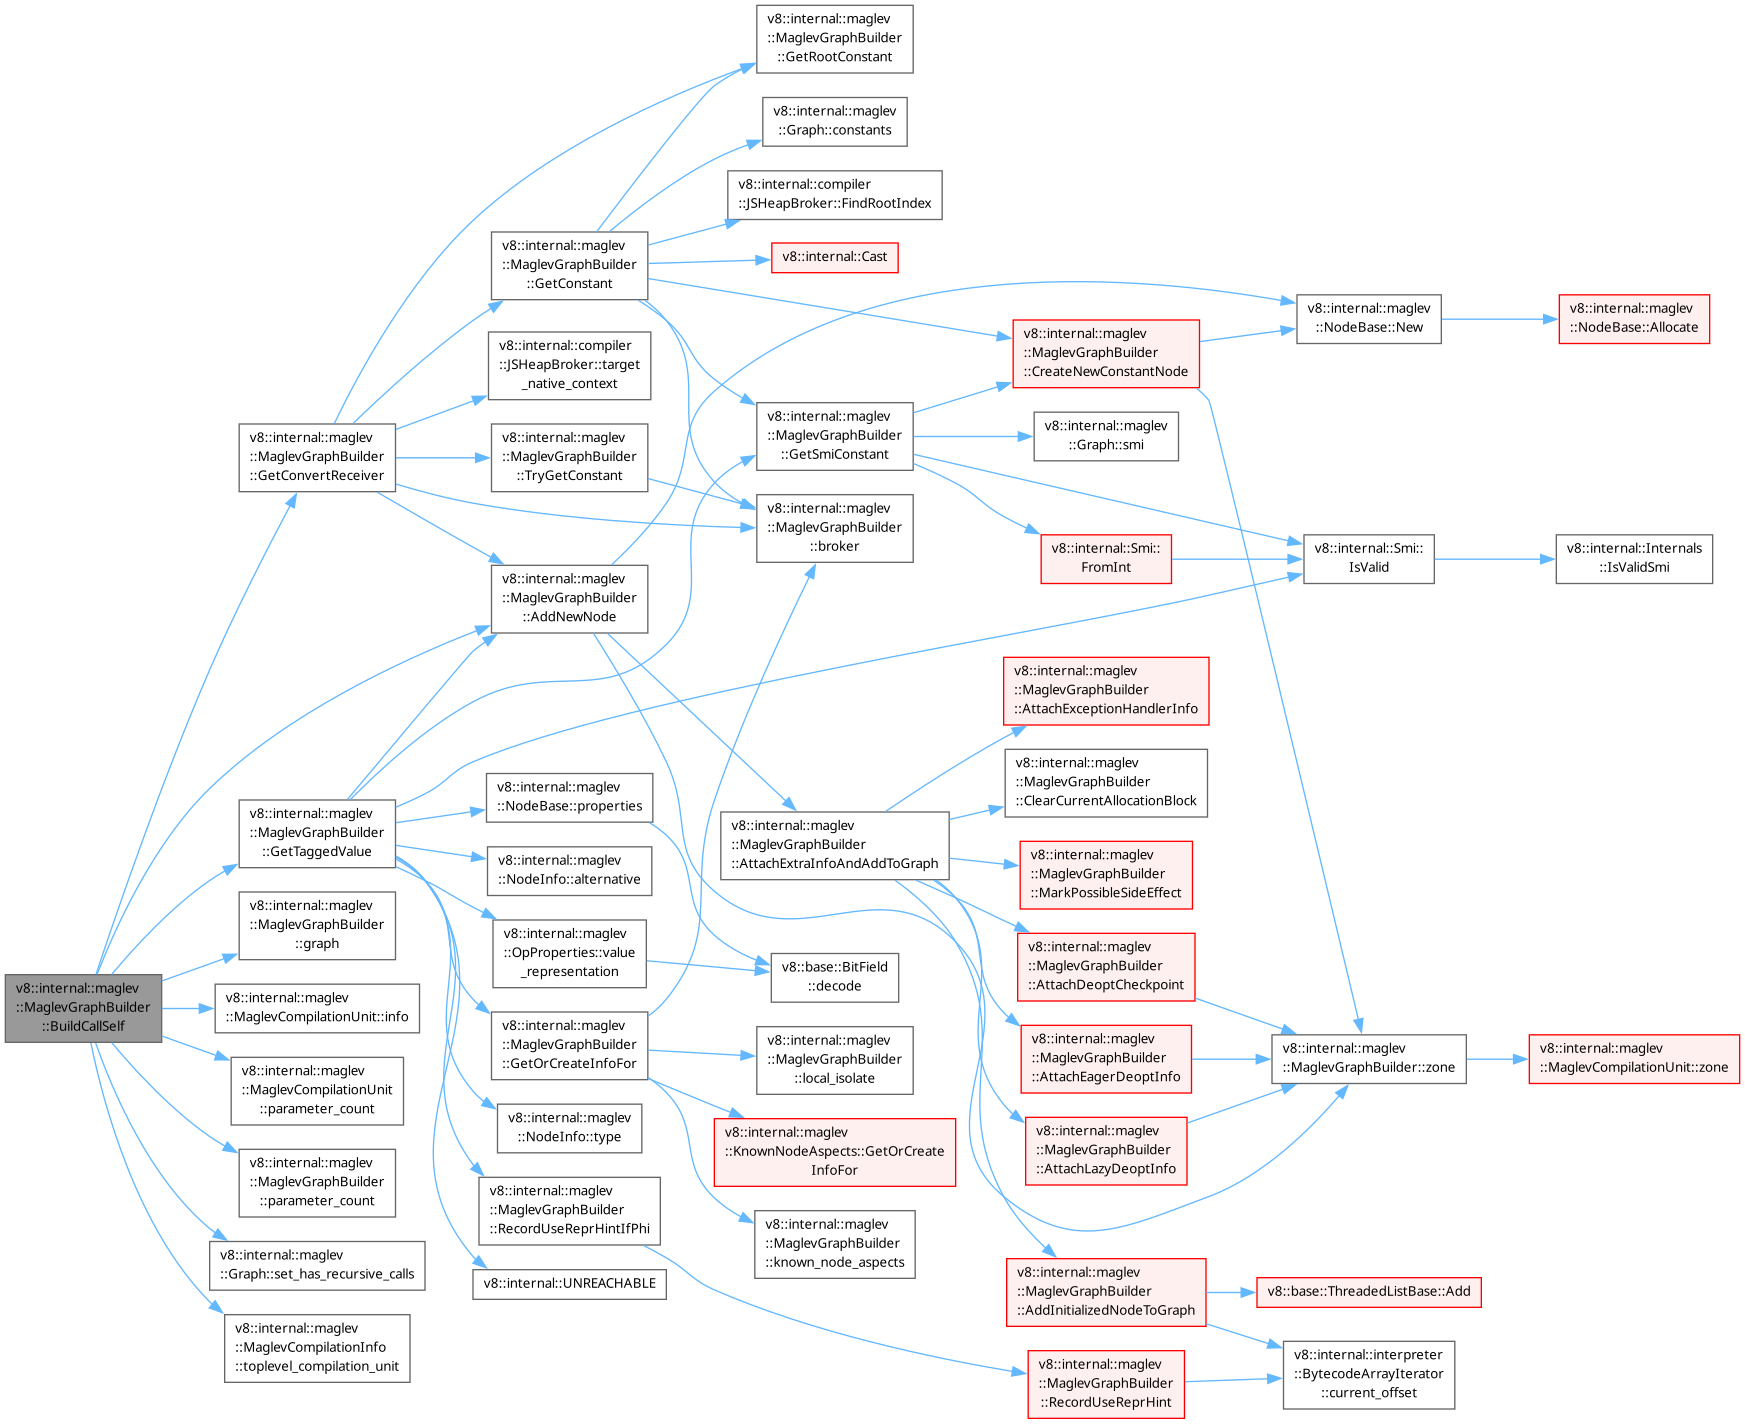 v8::internal::maglev
::MaglevGraphBuilder
::BuildCallSelf
v8::internal::maglev
::MaglevGraphBuilder
::GetConvertReceiver
v8::internal::maglev
::MaglevGraphBuilder
::GetTaggedValue
v8::internal::maglev
::MaglevGraphBuilder
::graph
v8::internal::maglev
::MaglevCompilationUnit::info
v8::internal::maglev
::MaglevCompilationUnit
::parameter_count
v8::internal::maglev
::MaglevGraphBuilder
::parameter_count
v8::internal::maglev
::Graph::set_has_recursive_calls
v8::internal::maglev
::MaglevCompilationInfo
::toplevel_compilation_unit
v8::internal::maglev
::MaglevGraphBuilder
::GetConstant
v8::internal::compiler
::JSHeapBroker::target
_native_context
v8::internal::maglev
::MaglevGraphBuilder
::TryGetConstant
v8::internal::maglev
::MaglevGraphBuilder
::AddNewNode
v8::internal::maglev
::NodeBase::properties
v8::internal::maglev
::NodeInfo::alternative
v8::internal::maglev
::OpProperties::value
_representation
v8::internal::maglev
::MaglevGraphBuilder
::GetOrCreateInfoFor
v8::internal::maglev
::NodeInfo::type
v8::internal::maglev
::MaglevGraphBuilder
::RecordUseReprHintIfPhi
v8::internal::UNREACHABLE
v8::internal::maglev
::MaglevGraphBuilder
::GetRootConstant
v8::internal::maglev
::Graph::constants
v8::internal::compiler
::JSHeapBroker::FindRootIndex
v8::internal::Cast
v8::internal::maglev
::MaglevGraphBuilder
::GetSmiConstant
v8::internal::maglev
::MaglevGraphBuilder
::broker
v8::internal::maglev
::MaglevGraphBuilder
::AttachExtraInfoAndAddToGraph
v8::base::BitField
::decode
v8::internal::maglev
::MaglevGraphBuilder
::local_isolate
v8::internal::maglev
::KnownNodeAspects::GetOrCreate
InfoFor
v8::internal::maglev
::MaglevGraphBuilder
::known_node_aspects
v8::internal::maglev
::MaglevGraphBuilder
::CreateNewConstantNode
v8::internal::maglev
::Graph::smi
v8::internal::Smi::
FromInt
v8::internal::maglev
::MaglevGraphBuilder
::AttachExceptionHandlerInfo
v8::internal::maglev
::MaglevGraphBuilder
::ClearCurrentAllocationBlock
v8::internal::maglev
::MaglevGraphBuilder
::MarkPossibleSideEffect
v8::internal::maglev
::MaglevGraphBuilder
::AttachDeoptCheckpoint
v8::internal::maglev
::MaglevGraphBuilder
::AttachEagerDeoptInfo
v8::internal::maglev
::MaglevGraphBuilder
::AttachLazyDeoptInfo
v8::internal::maglev
::MaglevGraphBuilder
::AddInitializedNodeToGraph
v8::internal::maglev
::MaglevGraphBuilder
::RecordUseReprHint
v8::internal::maglev
::NodeBase::New
v8::internal::Smi::
IsValid
v8::internal::maglev
::MaglevGraphBuilder::zone
v8::base::ThreadedListBase::Add
v8::internal::interpreter
::BytecodeArrayIterator
::current_offset
v8::internal::maglev
::NodeBase::Allocate
v8::internal::Internals
::IsValidSmi
v8::internal::maglev
::MaglevCompilationUnit::zone